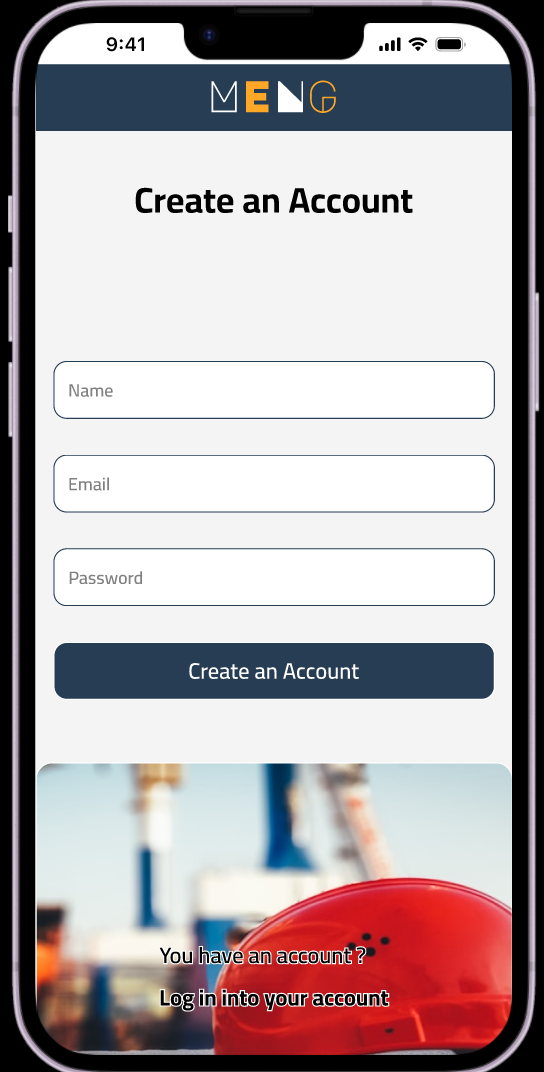 9:41
MENG
Create an Account
Name
Email
Password
Create an Account
You have an account ?
Log in into your account